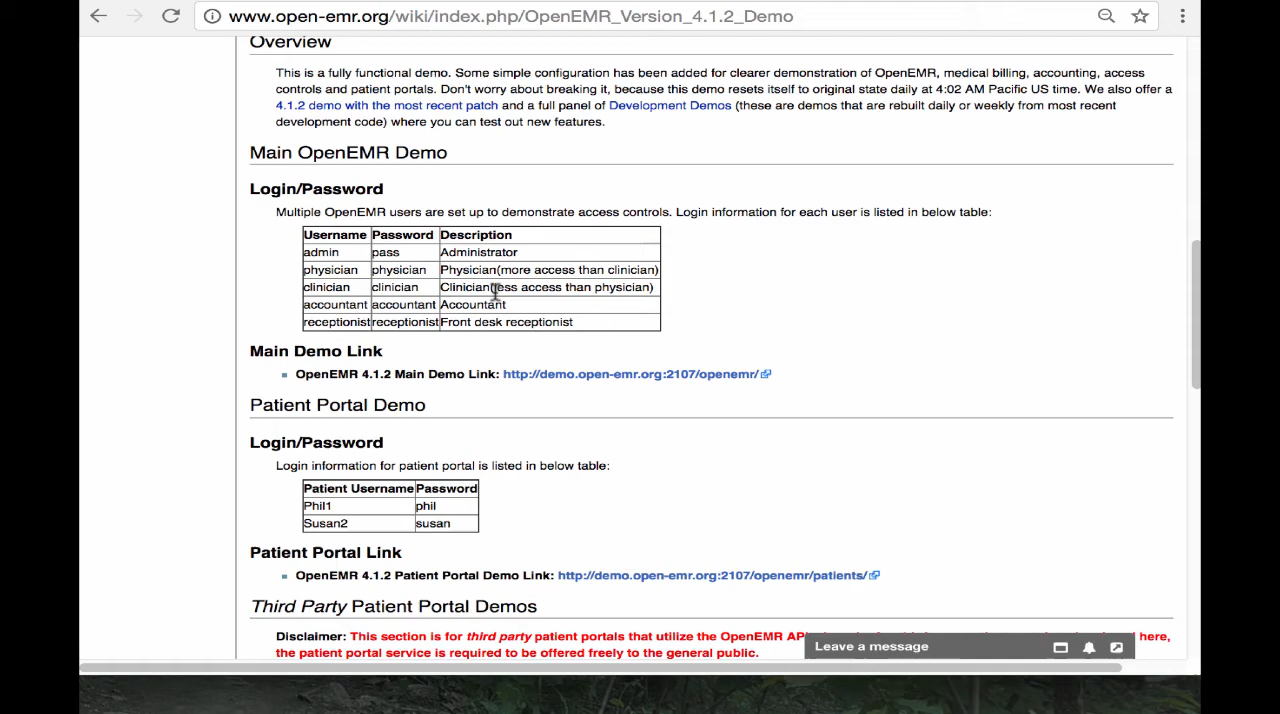 www.open-emr.org/wiki/index.php/OpenEMR_Version_4.1.2_Demo
Overview
This is a fully functional demo. Some simple configuration has been added for clearer demonstration of OpenEMR, medical billing, accounting, access
controls and patient portals. Don't worry about breaking it, because this demo resets itself to original state daily at 4:02 AM Pacific US time. We also offer a
4.1.2 demo with the most recent patch and a full panel of Development Demos (these are demos that are rebuilt daily or weekly from most recent
development code) where you can test out new features.
Main OpenEMR Demo
Login/Password
Multiple OpenEMR users are set up to demonstrate access controls. Login information for each user is listed in below table:
Username Password Description
admin pass Administrator
physician physician Physician(more access than clinician)
clinician clinician Clinician(less access than physician)
accountant accountant Accountant
receptionist receptionist Front desk receptionist
Main Demo Link
OpenEMR 4.1.2 Main Demo Link: http://demo.open-emr.org:2107/openemr/
Patient Portal Demo
Login/Password
Login information for patient portal is listed in below table:
Patient Username Password
Phil1 phil
Susan2 susan
Patient Portal Link
OpenEMR 4.1.2 Patient Portal Demo Link: http://demo.open-emr.org:2107/openemr/patients/
Third Party Patient Portal Demos
Disclaimer: This section is for third party patient portals that utilize the OpenEMR API here,
the patient portal service is required to be offered freely to the general public.
Leave a message